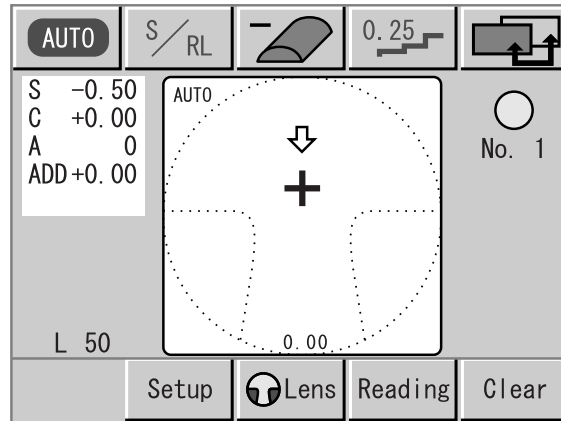 AUTO
S/RL
0.25
S -0.50
C +0.00
A 0
ADD+0.00
AUTO
No. 1
L 50
0.00
Setup
Lens
Reading
Clear